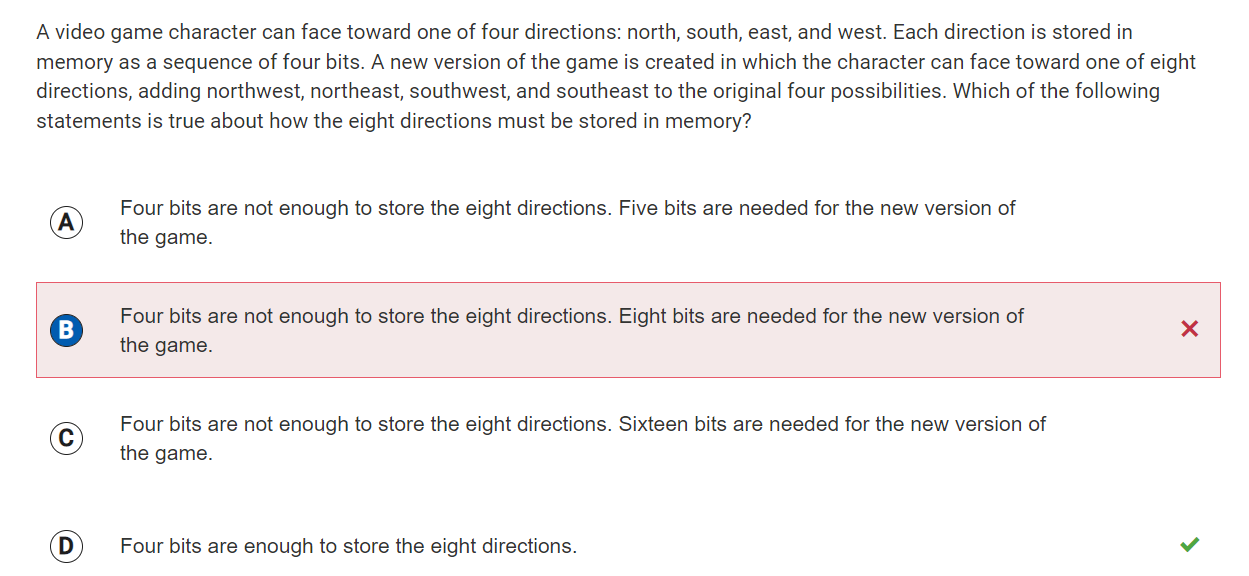 A video game character can face toward one of four directions: north, south, east, and west. Each direction is stored in
memory as a sequence of four bits. A new version of the game is created in which the character can face toward one of eight
directions, adding northwest, northeast, southwest, and southeast to the original four possibilities. Which of the following
statements is true about how the eight directions must be stored in memory?
A
Four bits are not enough to store the eight directions. Five bits are needed for the new version of
the game.
B
Four bits are not enough to store the eight directions. Eight bits are needed for the new version of
the game.
C
Four bits are not enough to store the eight directions. Sixteen bits are needed for the new version of
the game.
D
Four bits are enough to store the eight directions.